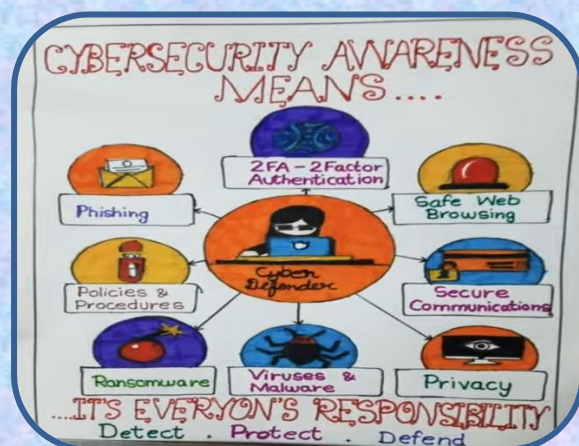 CYBERSECURITY AWARENESS
MEANS....
2FA - 2Factor
Authentication
Phishing
Safe Web
Browsing
Cyber
Defender
Policies &
Procedures
Secure
Communications
Ransomware
Viruses &
Malware
Privacy
....IT'S EVERYON'S RESPONSIBILITY
Detect . Protect . Defend